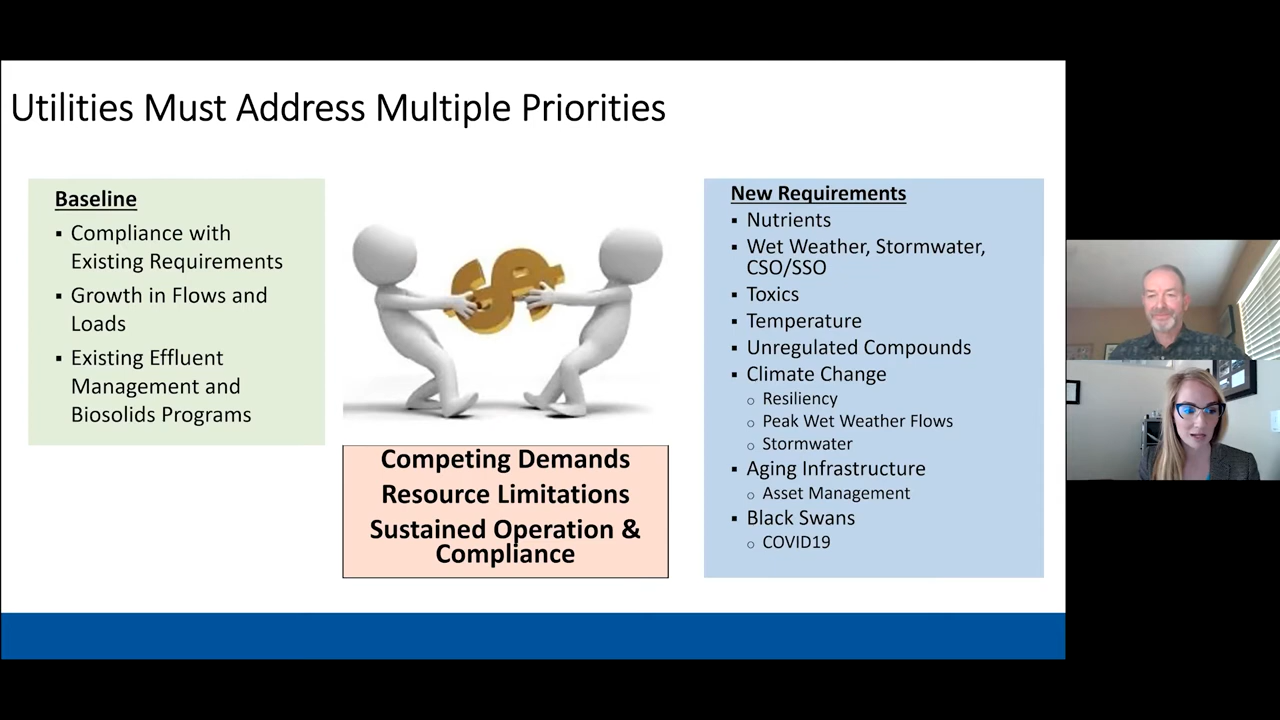 Utilities Must Address Multiple Priorities
Baseline
▪ Compliance with
Existing Requirements
▪ Growth in Flows and
Loads
▪ Existing Effluent
Management and
Biosolids Programs
Competing Demands
Resource Limitations
Sustained Operation &
Compliance
New Requirements
▪ Nutrients
▪ Wet Weather, Stormwater,
CSO/SSO
▪ Toxics
▪ Temperature
▪ Unregulated Compounds
▪ Climate Change
o Resiliency
o Peak Wet Weather Flows
o Stormwater
▪ Aging Infrastructure
o Asset Management
▪ Black Swans
o COVID19